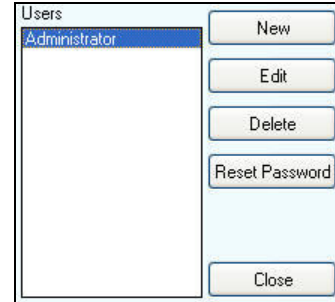 Users
Administrator
New
Edit
Delete
Reset Password
Close